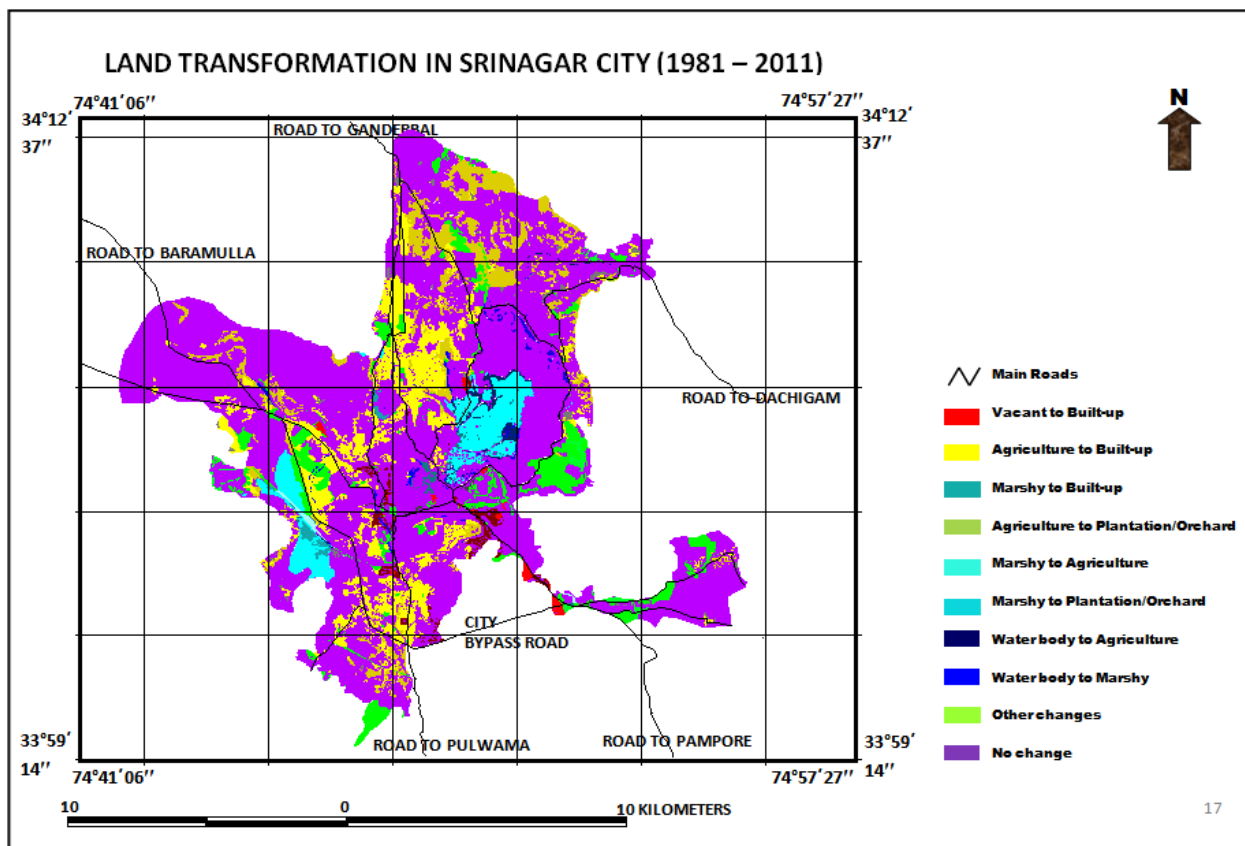 LAND TRANSFORMATION IN SRINAGAR CITY (1981 – 2011)
N
74°41′06′′
74°57′27′′
34°12′
37′′
34°12′
37′′
ROAD TO GANDERBAL
ROAD TO BARAMULLA
ROAD TO DACHIGAM
CITY
BYPASS ROAD
ROAD TO PULWAMA
ROAD TO PAMPORE
33°59′
14′′
33°59′
14′′
74°41′06′′
74°57′27′′
10
0
10 KILOMETERS
Main Roads
Vacant to Built-up
Agriculture to Built-up
Marshy to Built-up
Agriculture to Plantation/Orchard
Marshy to Agriculture
Marshy to Plantation/Orchard
Water body to Agriculture
Water body to Marshy
Other changes
No change
17